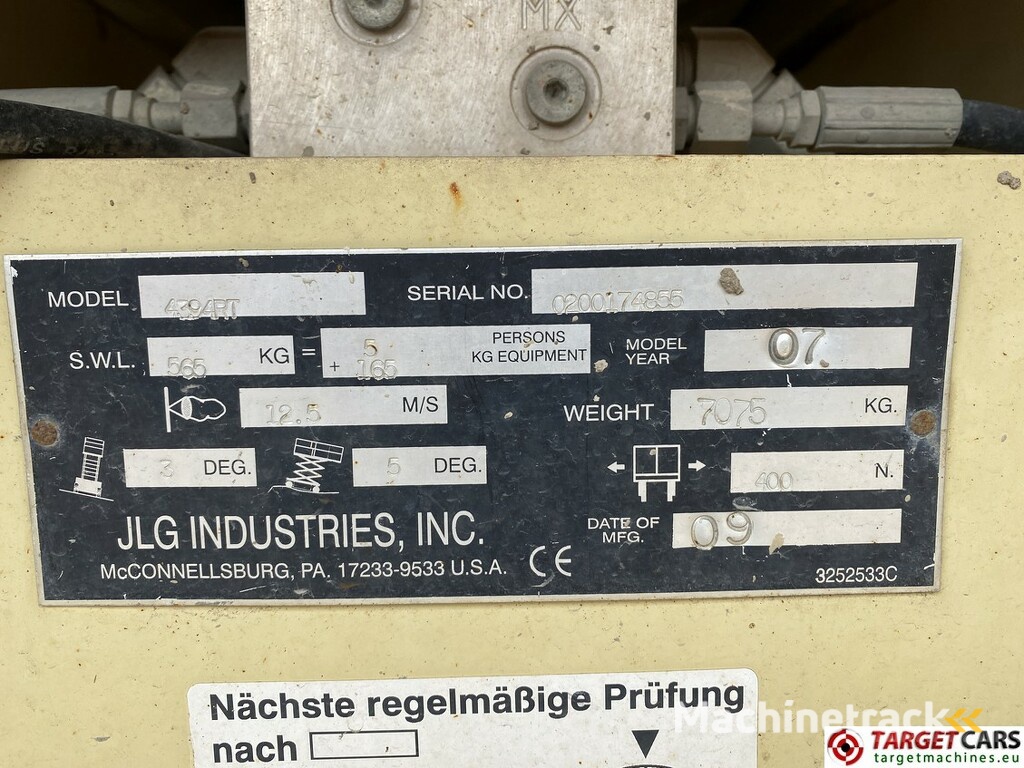 MX
MODEL 4394RT SERIAL NO. 0200174855
S.W.L. 565 KG = 5 PERSONS
+ 165 KG EQUIPMENT
MODEL YEAR 07
12.5 M/S WEIGHT 7075 KG.
3 DEG. 5 DEG. 400 N.
DATE OF MFG. 09
JLG INDUSTRIES, INC.
McCONNELLSBURG, PA. 17233-9533 U.S.A. CE
3252533C
Nächste regelmäßige Prüfung
nach
Machinetrack
TARGETCARS
targetmachines.eu